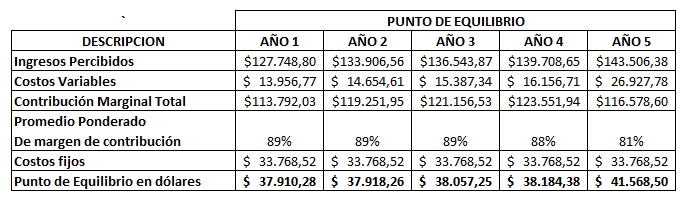 `
PUNTO DE EQUILIBRIO
DESCRIPCION AÑO 1 AÑO 2 AÑO 3 AÑO 4 AÑO 5
Ingresos Percibidos $127.748,80 $133.906,56 $136.543,87 $139.708,65 $143.506,38
Costos Variables $ 13.956,77 $ 14.654,61 $ 15.387,34 $ 16.156,71 $ 26.927,78
Contribución Marginal Total $113.792,03 $119.251,95 $121.156,53 $123.551,94 $116.578,60
Promedio Ponderado
De margen de contribución 89% 89% 89% 88% 81%
Costos fijos $ 33.768,52 $ 33.768,52 $ 33.768,52 $ 33.768,52 $ 33.768,52
Punto de Equilibrio en dólares $ 37.910,28 $ 37.918,26 $ 38.057,25 $ 38.184,38 $ 41.568,50